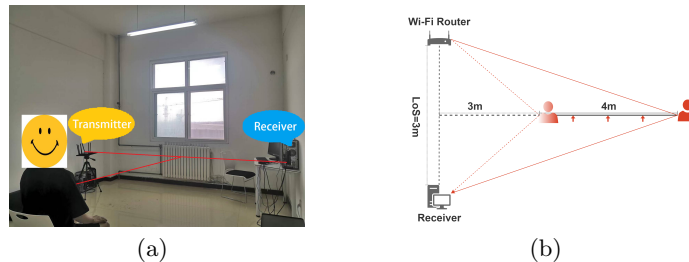 Transmitter
Receiver
(a)
Wi-Fi Router
LoS=3m
3m
4m
Receiver
(b)